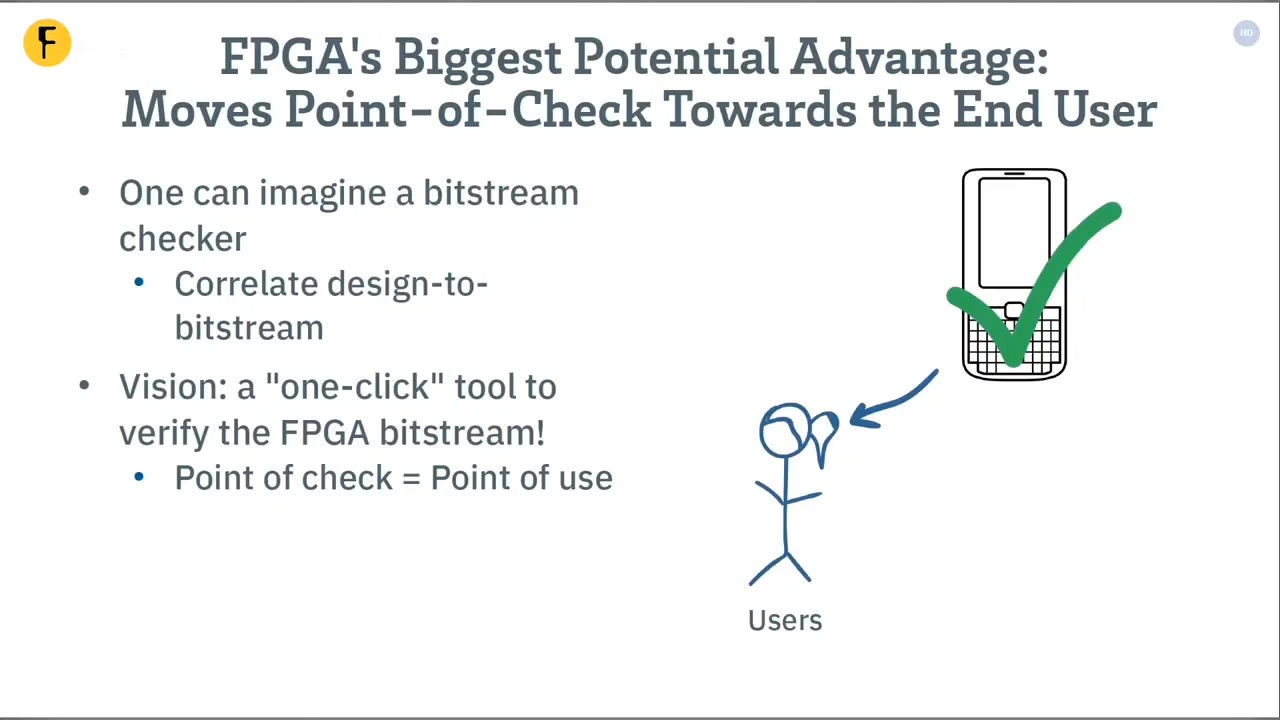 FPGA's Biggest Potential Advantage:
Moves Point-of-Check Towards the End User
• One can imagine a bitstream
checker
• Correlate design-to-
bitstream
• Vision: a "one-click" tool to
verify the FPGA bitstream!
• Point of check = Point of use
Users
F
HD